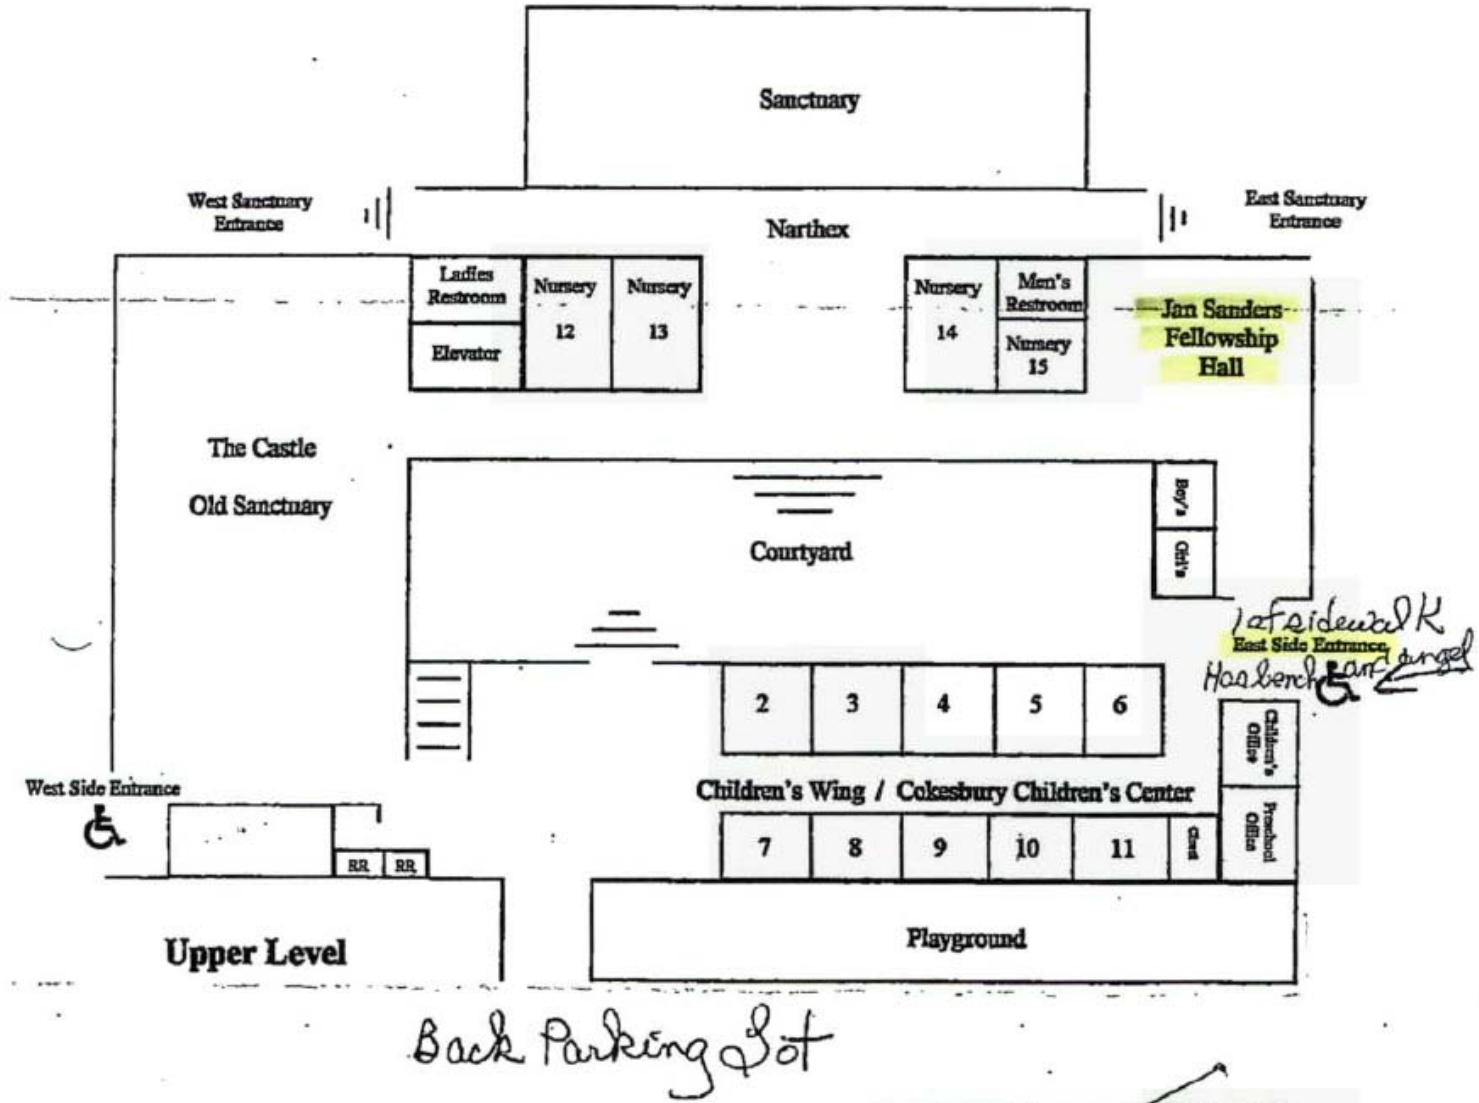 Sanctuary
West Sanctuary
Entrance
East Sanctuary
Entrance
Narthex
Ladies
Restroom
Elevator
Nursery
12
Nursery
13
Nursery
14
Men's
Restroom
Nursery
15
Jan Sanders
Fellowship
Hall
The Castle
Old Sanctuary
Courtyard
Boy's
Girl's
1st sidewalk
East Side Entrance
Has bench and angel
2
3
4
5
6
Children's
Office
West Side Entrance
Children's Wing / Cokesbury Children's Center
7
8
9
10
11
Preschool
Office
RR
RR
Upper Level
Playground
Back Parking Lot